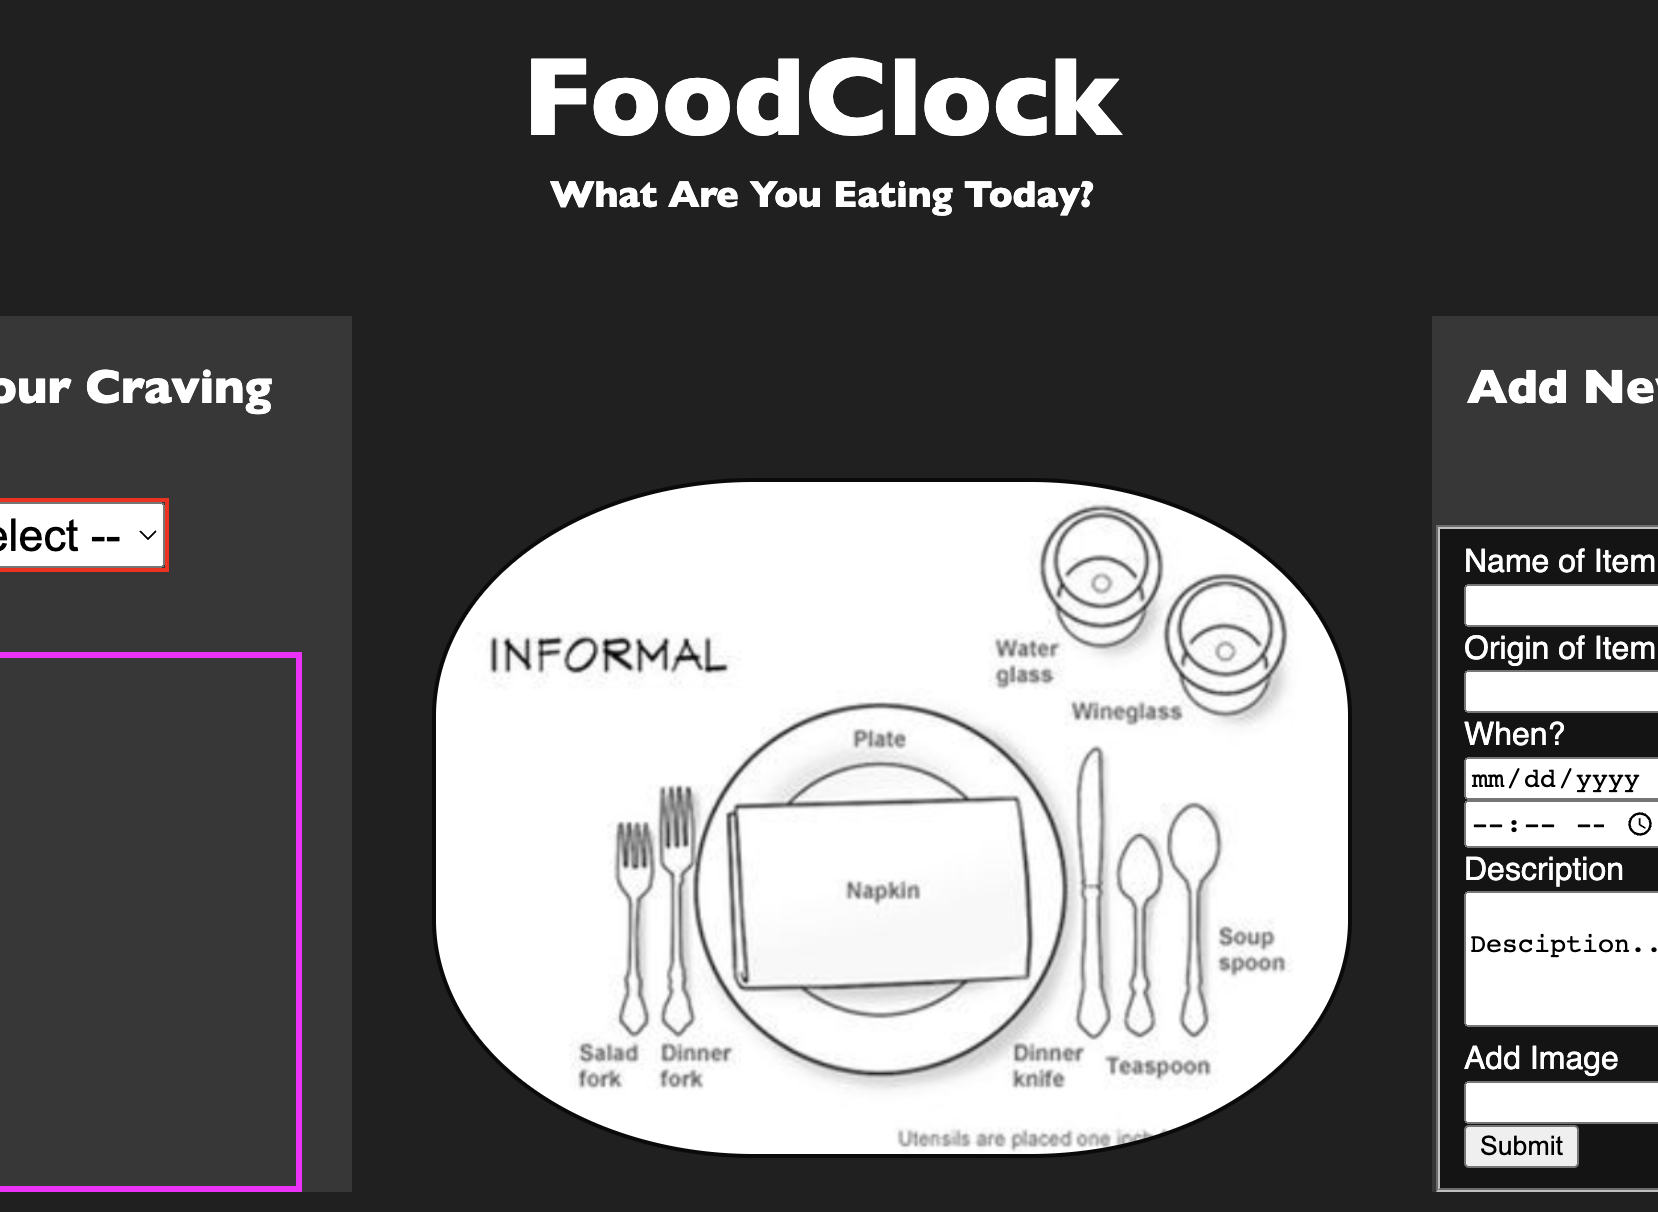 FoodClock
What Are You Eating Today?
our Craving
elect --
INFORMAL
Water
glass
Wineglass
Plate
Napkin
Soup
spoon
Salad
fork
Dinner
fork
Dinner
knife
Teaspoon
Utensils are placed one inch
Add Ne
Name of Item
Origin of Item
When?
mm/dd/yyyy
--:-- --
Description
Desciption..
Add Image
Submit